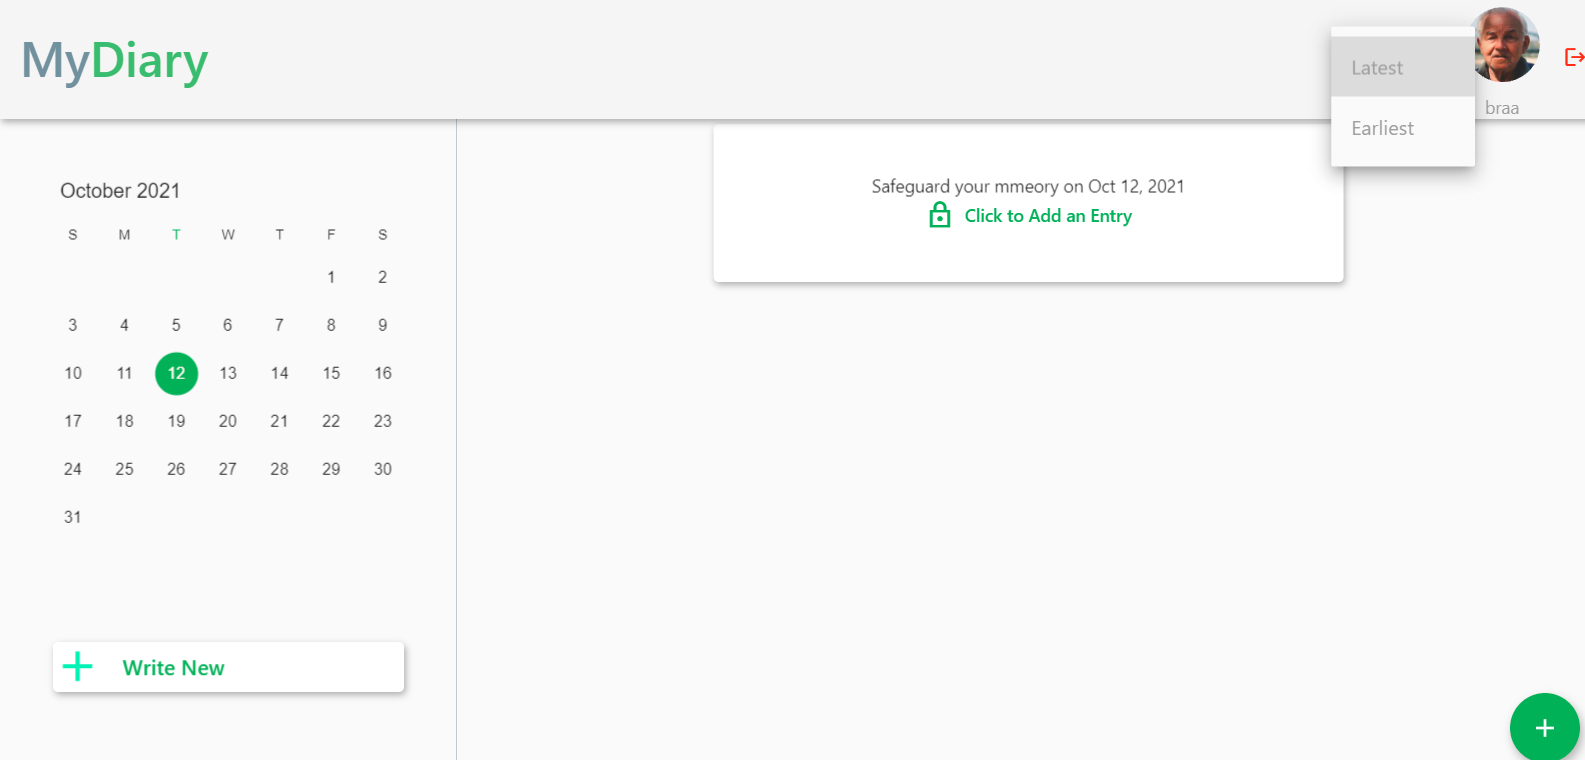 MyDiary
Latest
Earliest
braa
October 2021
S M T W T F S
1 2
3 4 5 6 7 8 9
10 11 12 13 14 15 16
17 18 19 20 21 22 23
24 25 26 27 28 29 30
31
Write New
Safeguard your mmeory on Oct 12, 2021
Click to Add an Entry